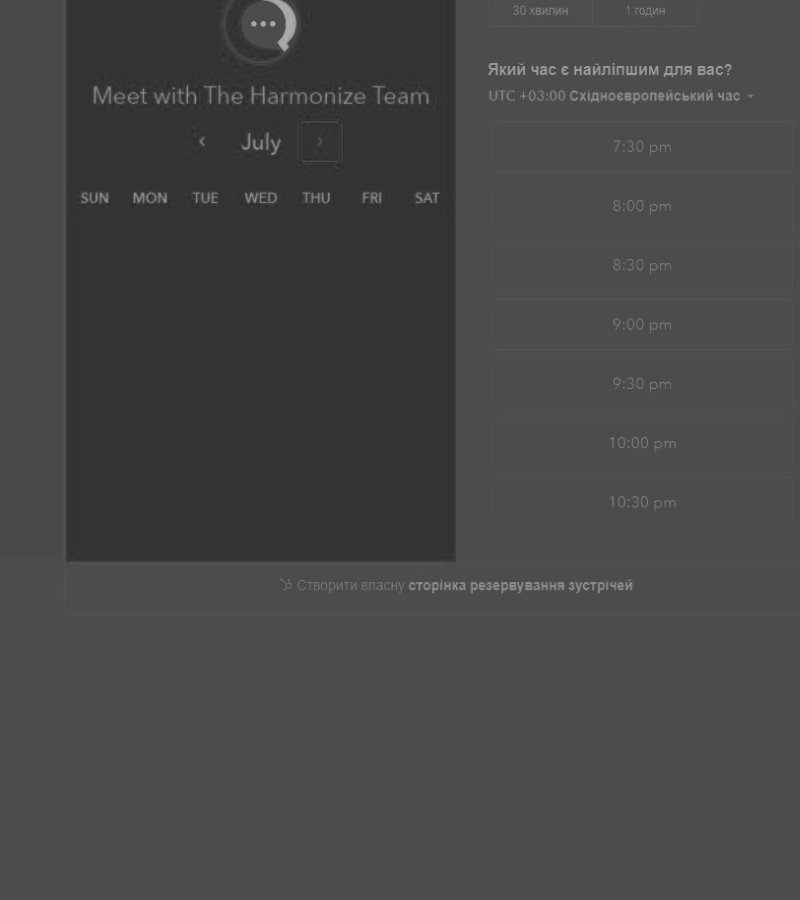 Meet with The Harmonize Team
July
SUN MON TUE WED THU FRI SAT
30 хвилин 1 годин
Який час є найліпшим для вас?
UTC +03:00 Східноєвропейський час
7:30 pm
8:00 pm
8:30 pm
9:00 pm
9:30 pm
10:00 pm
10:30 pm
Створити власну сторінка резервування зустрічей